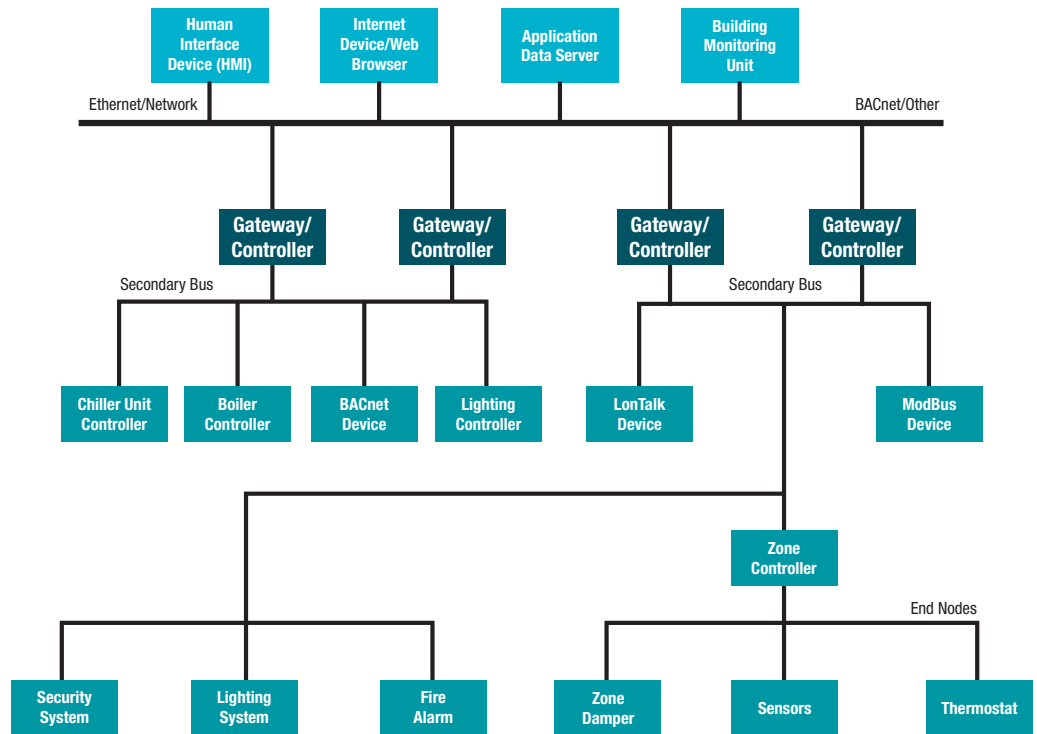 Human
Interface
Device (HMI)
Internet
Device/Web
Browser
Application
Data Server
Building
Monitoring
Unit
Ethernet/Network
BACnet/Other
Gateway/
Controller
Gateway/
Controller
Gateway/
Controller
Gateway/
Controller
Secondary Bus
Secondary Bus
Chiller Unit
Controller
Boiler
Controller
BACnet
Device
Lighting
Controller
LonTalk
Device
ModBus
Device
Zone
Controller
End Nodes
Security
System
Lighting
System
Fire
Alarm
Zone
Damper
Sensors
Thermostat